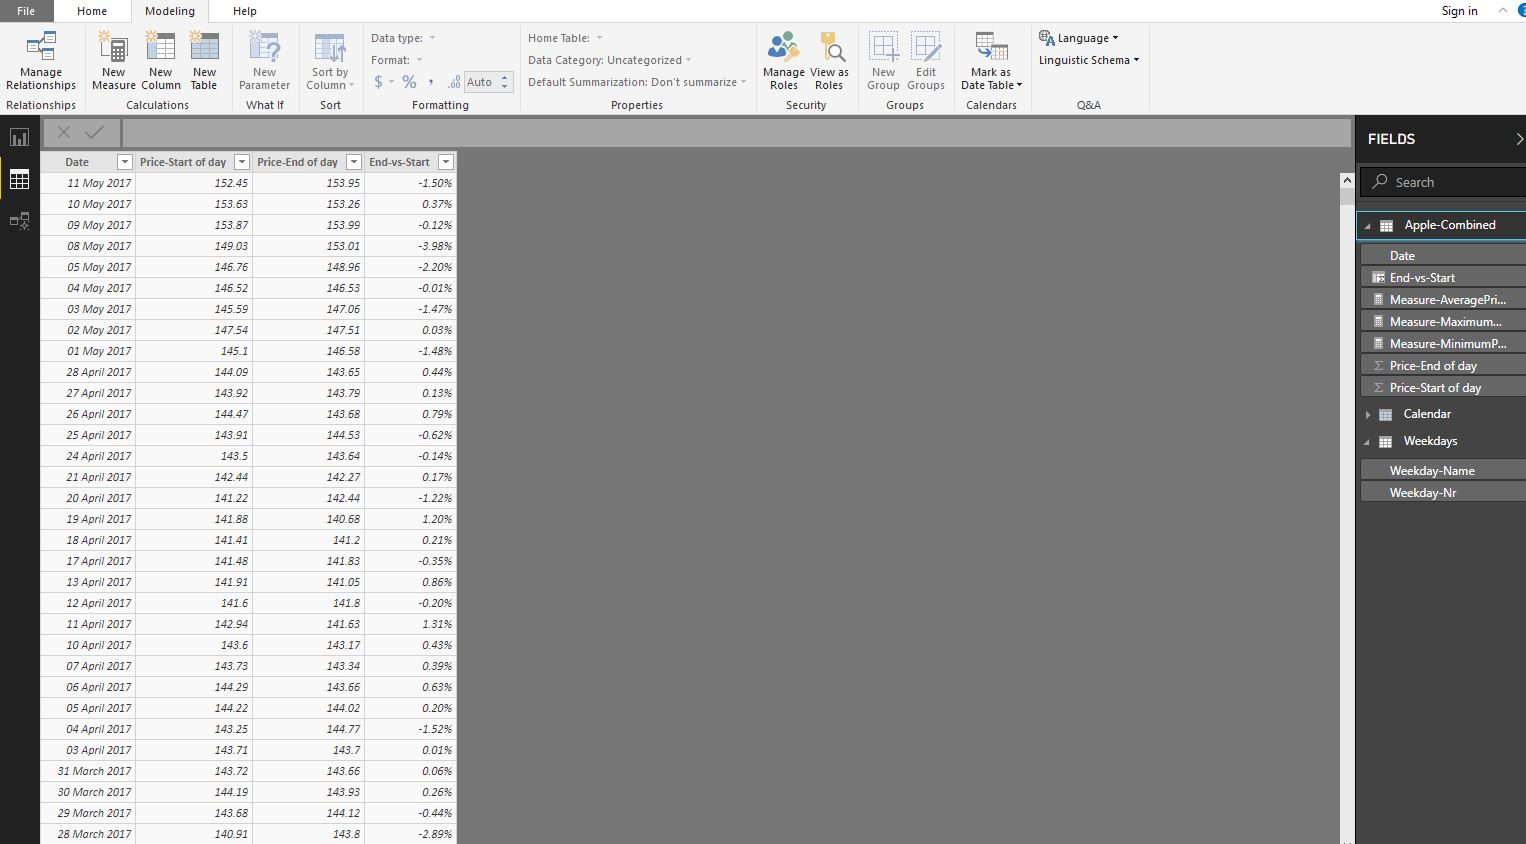 File Home Modeling Help Sign in
Manage Relationships
New Measure
New Column
New Table
New Parameter
Sort by Column
Data type:
Format:
$ % , .00 Auto
Home Table:
Data Category: Uncategorized
Default Summarization: Don't summarize
Manage Roles
View as Roles
New Group
Edit Groups
Mark as Date Table
Language
Linguistic Schema
Relationships Calculations What If Sort Formatting Properties Security Groups Calendars Q&A
Date Price-Start of day Price-End of day End-vs-Start
11 May 2017 152.45 153.95 -1.50%
10 May 2017 153.63 153.26 0.37%
09 May 2017 153.87 153.99 -0.12%
08 May 2017 149.03 153.01 -3.98%
05 May 2017 146.76 148.96 -2.20%
04 May 2017 146.52 146.53 -0.01%
03 May 2017 145.59 147.06 -1.47%
02 May 2017 147.54 147.51 0.03%
01 May 2017 145.1 146.58 -1.48%
28 April 2017 144.09 143.65 0.44%
27 April 2017 143.92 143.79 0.13%
26 April 2017 144.47 143.68 0.79%
25 April 2017 143.91 144.53 -0.62%
24 April 2017 143.5 143.64 -0.14%
21 April 2017 142.44 142.27 0.17%
20 April 2017 141.22 142.44 -1.22%
19 April 2017 141.88 140.68 1.20%
18 April 2017 141.41 141.2 0.21%
17 April 2017 141.48 141.83 -0.35%
13 April 2017 141.91 141.05 0.86%
12 April 2017 141.6 141.8 -0.20%
11 April 2017 142.94 141.63 1.31%
10 April 2017 143.6 143.17 0.43%
07 April 2017 143.73 143.34 0.39%
06 April 2017 144.29 143.66 0.63%
05 April 2017 144.22 144.02 0.20%
04 April 2017 143.25 144.77 -1.52%
03 April 2017 143.71 143.7 0.01%
31 March 2017 143.72 143.66 0.06%
30 March 2017 144.19 143.93 0.26%
29 March 2017 143.68 144.12 -0.44%
28 March 2017 140.91 143.8 -2.89%
FIELDS
Search
Apple-Combined
Date
End-vs-Start
Measure-AveragePri...
Measure-Maximum...
Measure-MinimumP...
Price-End of day
Price-Start of day
Calendar
Weekdays
Weekday-Name
Weekday-Nr